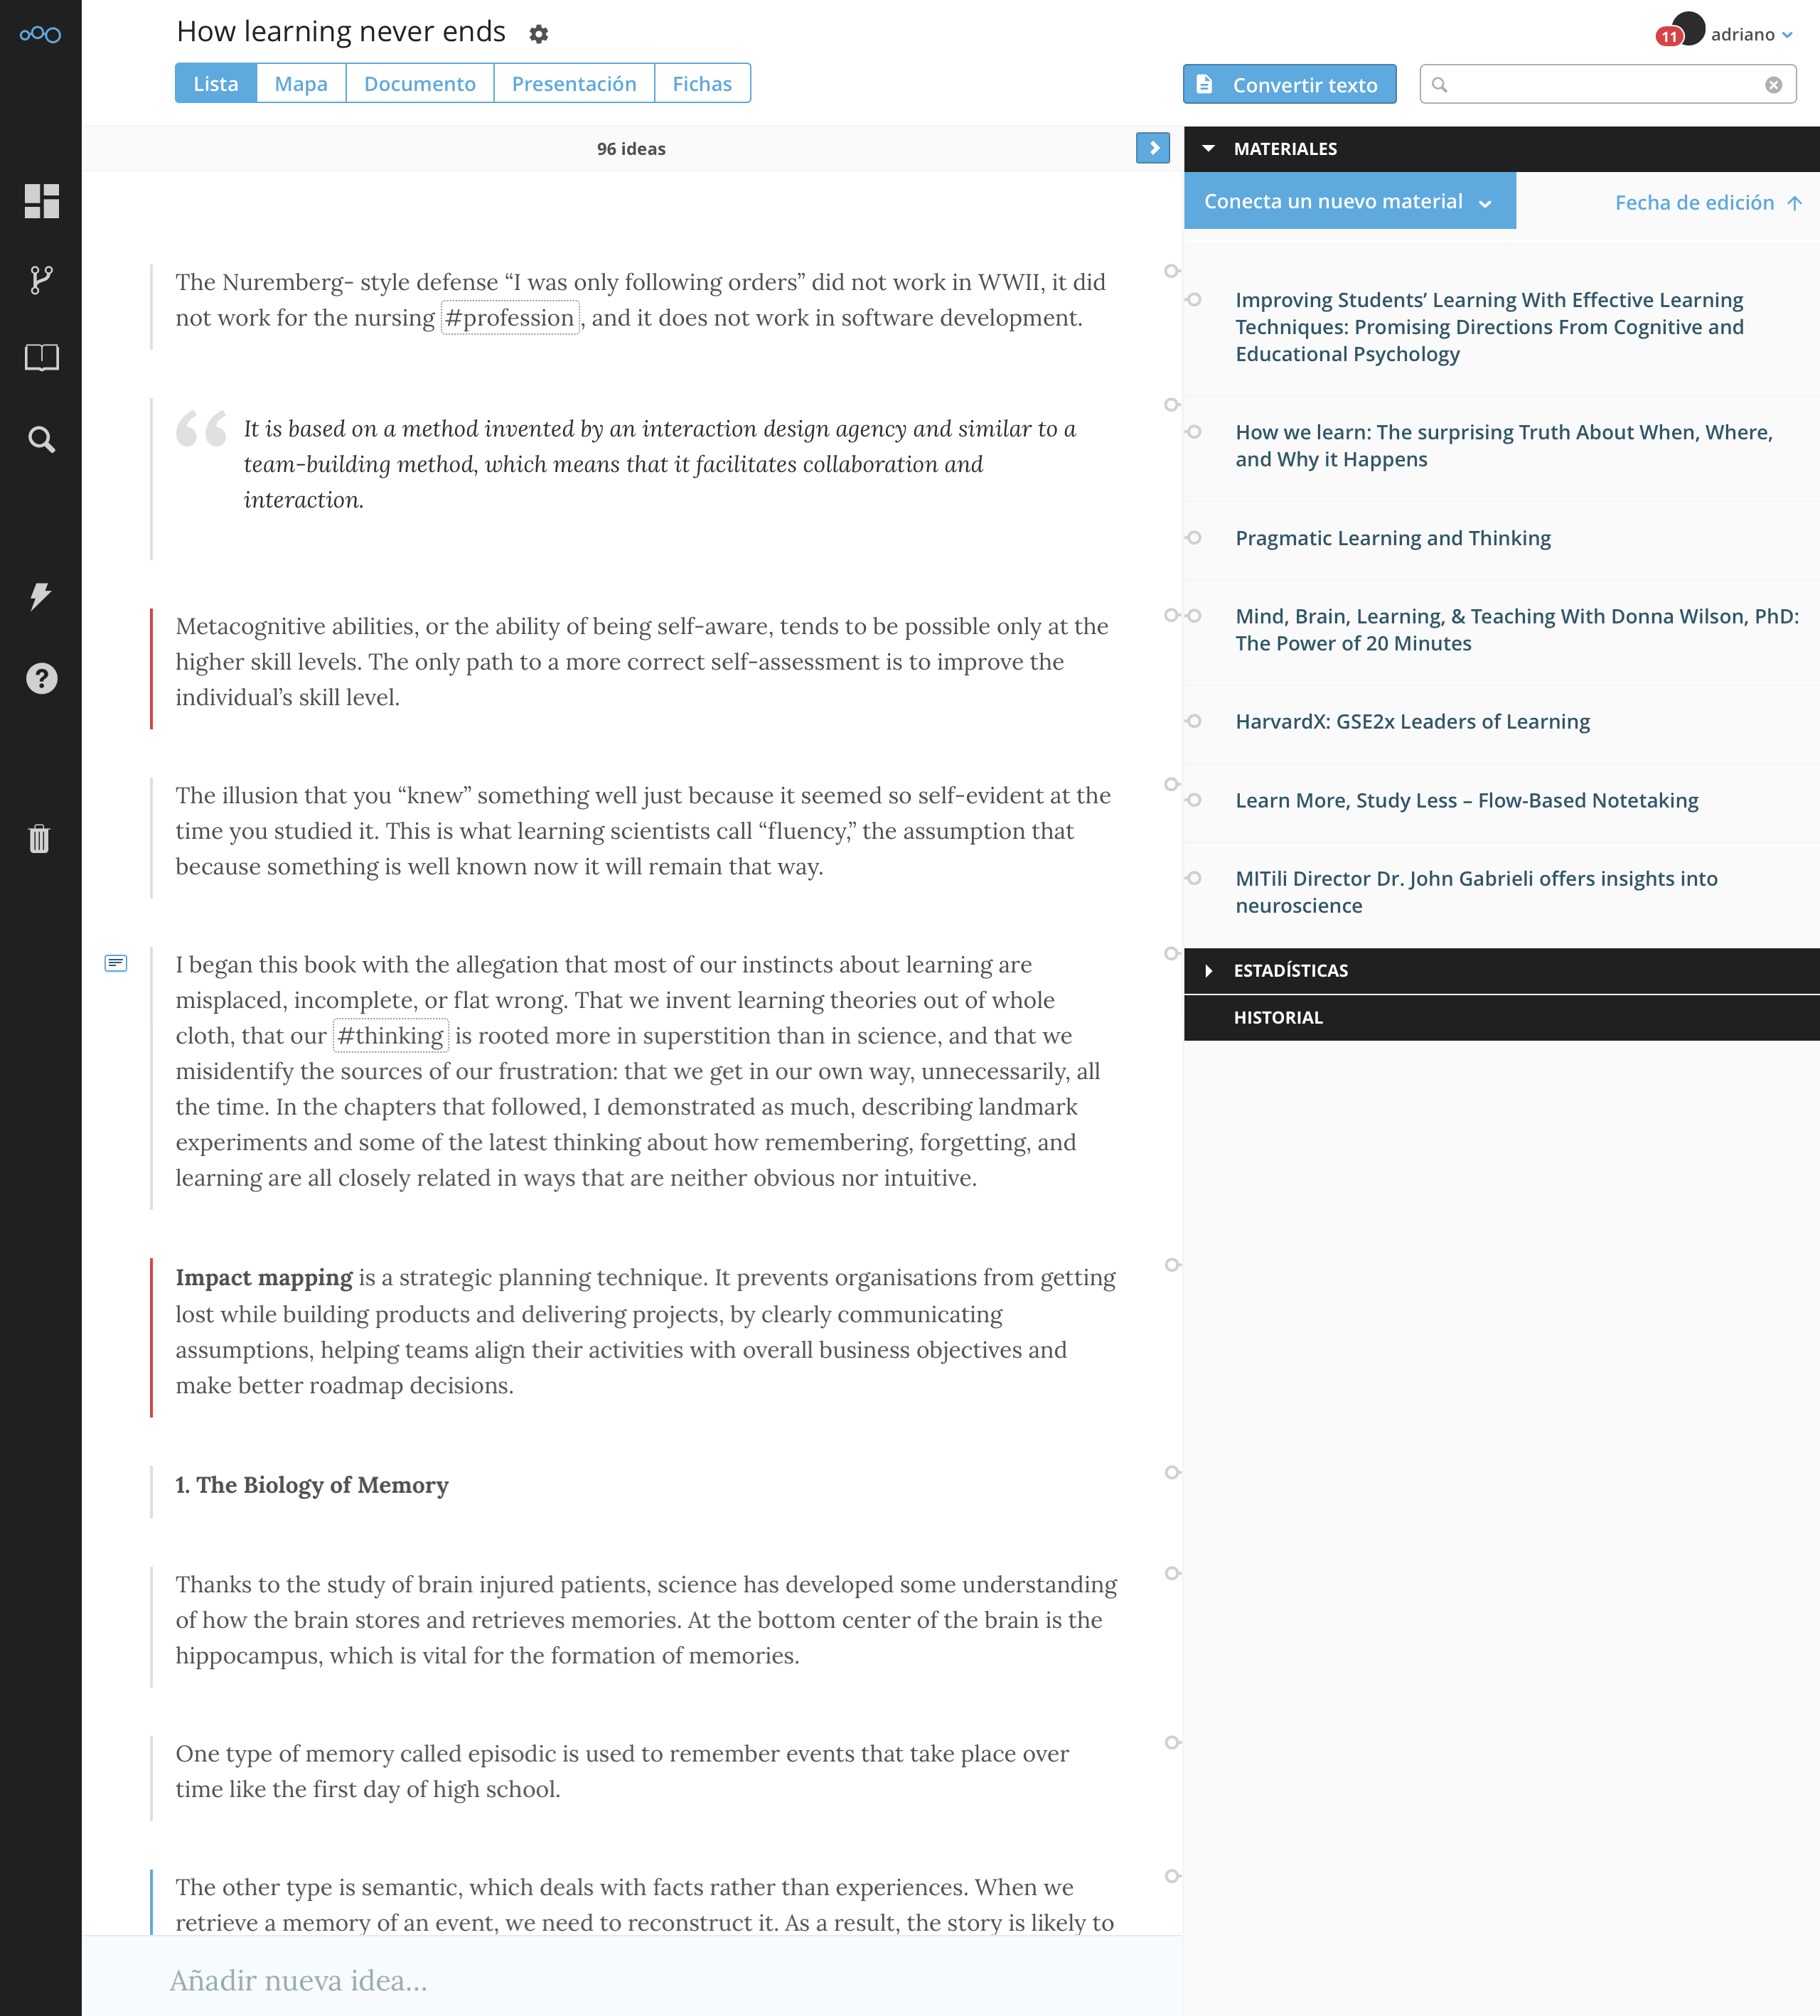 How learning never ends
11
adriano
Lista
Mapa
Documento
Presentación
Fichas
Convertir texto
96 ideas
The Nuremberg- style defense “I was only following orders” did not work in WWII, it did
not work for the nursing #profession , and it does not work in software development.
It is based on a method invented by an interaction design agency and similar to a
team-building method, which means that it facilitates collaboration and
interaction.
Metacognitive abilities, or the ability of being self-aware, tends to be possible only at the
higher skill levels. The only path to a more correct self-assessment is to improve the
individual’s skill level.
The illusion that you “knew” something well just because it seemed so self-evident at the
time you studied it. This is what learning scientists call “fluency,” the assumption that
because something is well known now it will remain that way.
I began this book with the allegation that most of our instincts about learning are
misplaced, incomplete, or flat wrong. That we invent learning theories out of whole
cloth, that our #thinking is rooted more in superstition than in science, and that we
misidentify the sources of our frustration: that we get in our own way, unnecessarily, all
the time. In the chapters that followed, I demonstrated as much, describing landmark
experiments and some of the latest thinking about how remembering, forgetting, and
learning are all closely related in ways that are neither obvious nor intuitive.
Impact mapping is a strategic planning technique. It prevents organisations from getting
lost while building products and delivering projects, by clearly communicating
assumptions, helping teams align their activities with overall business objectives and
make better roadmap decisions.
1. The Biology of Memory
Thanks to the study of brain injured patients, science has developed some understanding
of how the brain stores and retrieves memories. At the bottom center of the brain is the
hippocampus, which is vital for the formation of memories.
One type of memory called episodic is used to remember events that take place over
time like the first day of high school.
The other type is semantic, which deals with facts rather than experiences. When we
retrieve a memory of an event, we need to reconstruct it. As a result, the story is likely to
Añadir nueva idea...
MATERIALES
Conecta un nuevo material
Fecha de edición
Improving Students’ Learning With Effective Learning
Techniques: Promising Directions From Cognitive and
Educational Psychology
How we learn: The surprising Truth About When, Where,
and Why it Happens
Pragmatic Learning and Thinking
Mind, Brain, Learning, & Teaching With Donna Wilson, PhD:
The Power of 20 Minutes
HarvardX: GSE2x Leaders of Learning
Learn More, Study Less – Flow-Based Notetaking
MITili Director Dr. John Gabrieli offers insights into
neuroscience
ESTADÍSTICAS
HISTORIAL